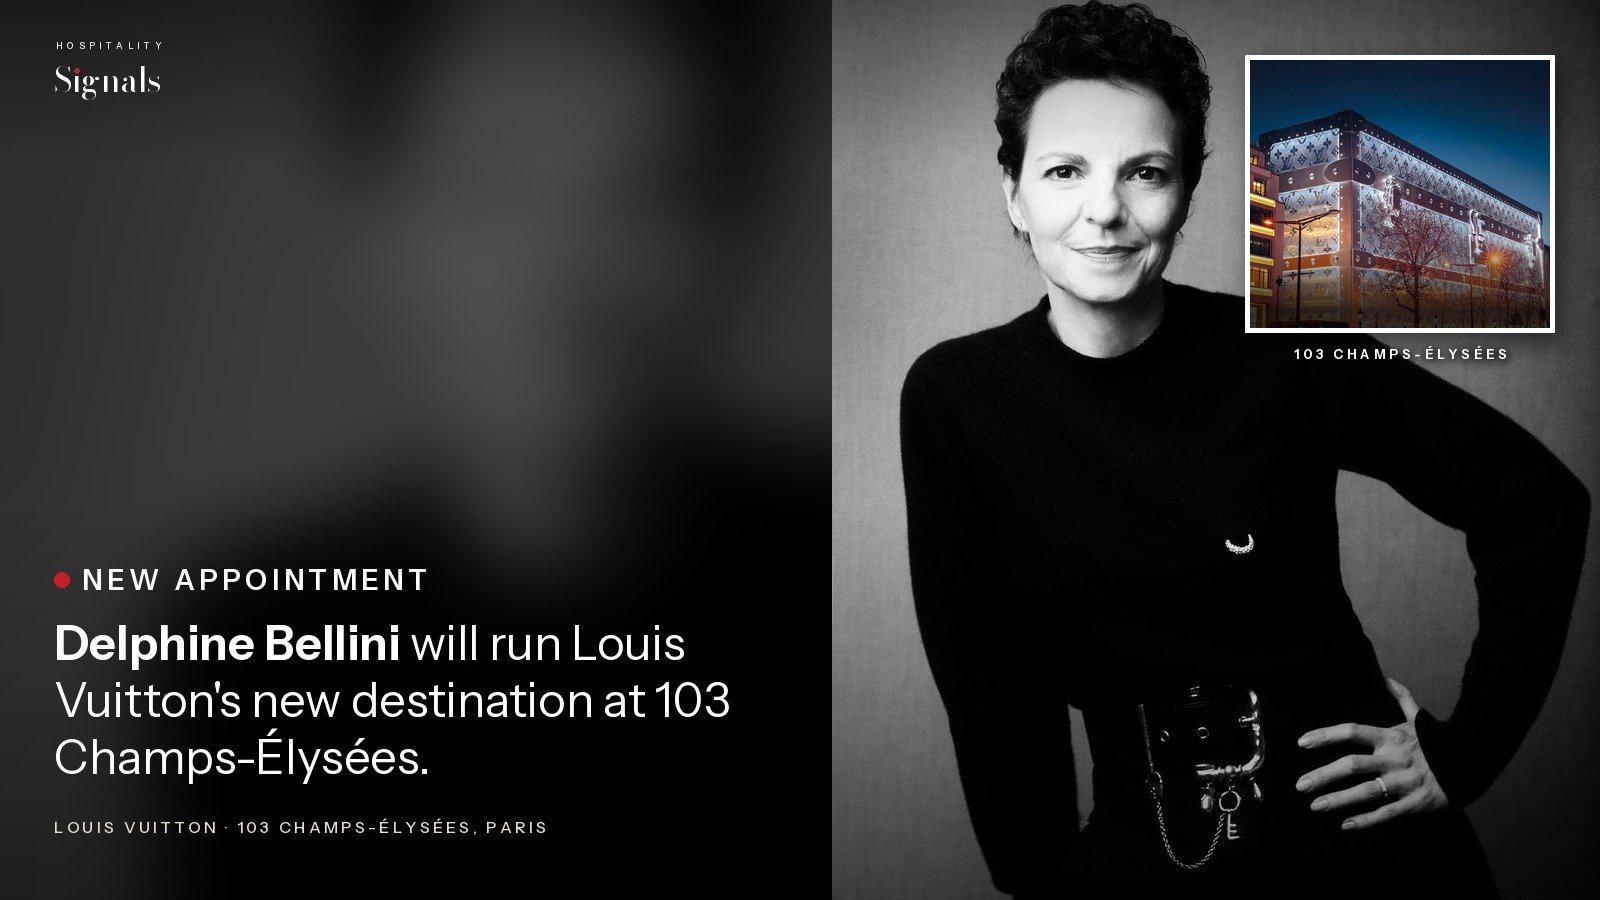 HOSPITALITY
Signals
NEW APPOINTMENT
Delphine Bellini will run Louis
Vuitton's new destination at 103
Champs-Élysées.
LOUIS VUITTON · 103 CHAMPS-ÉLYSÉES, PARIS
103 CHAMPS-ÉLYSÉES